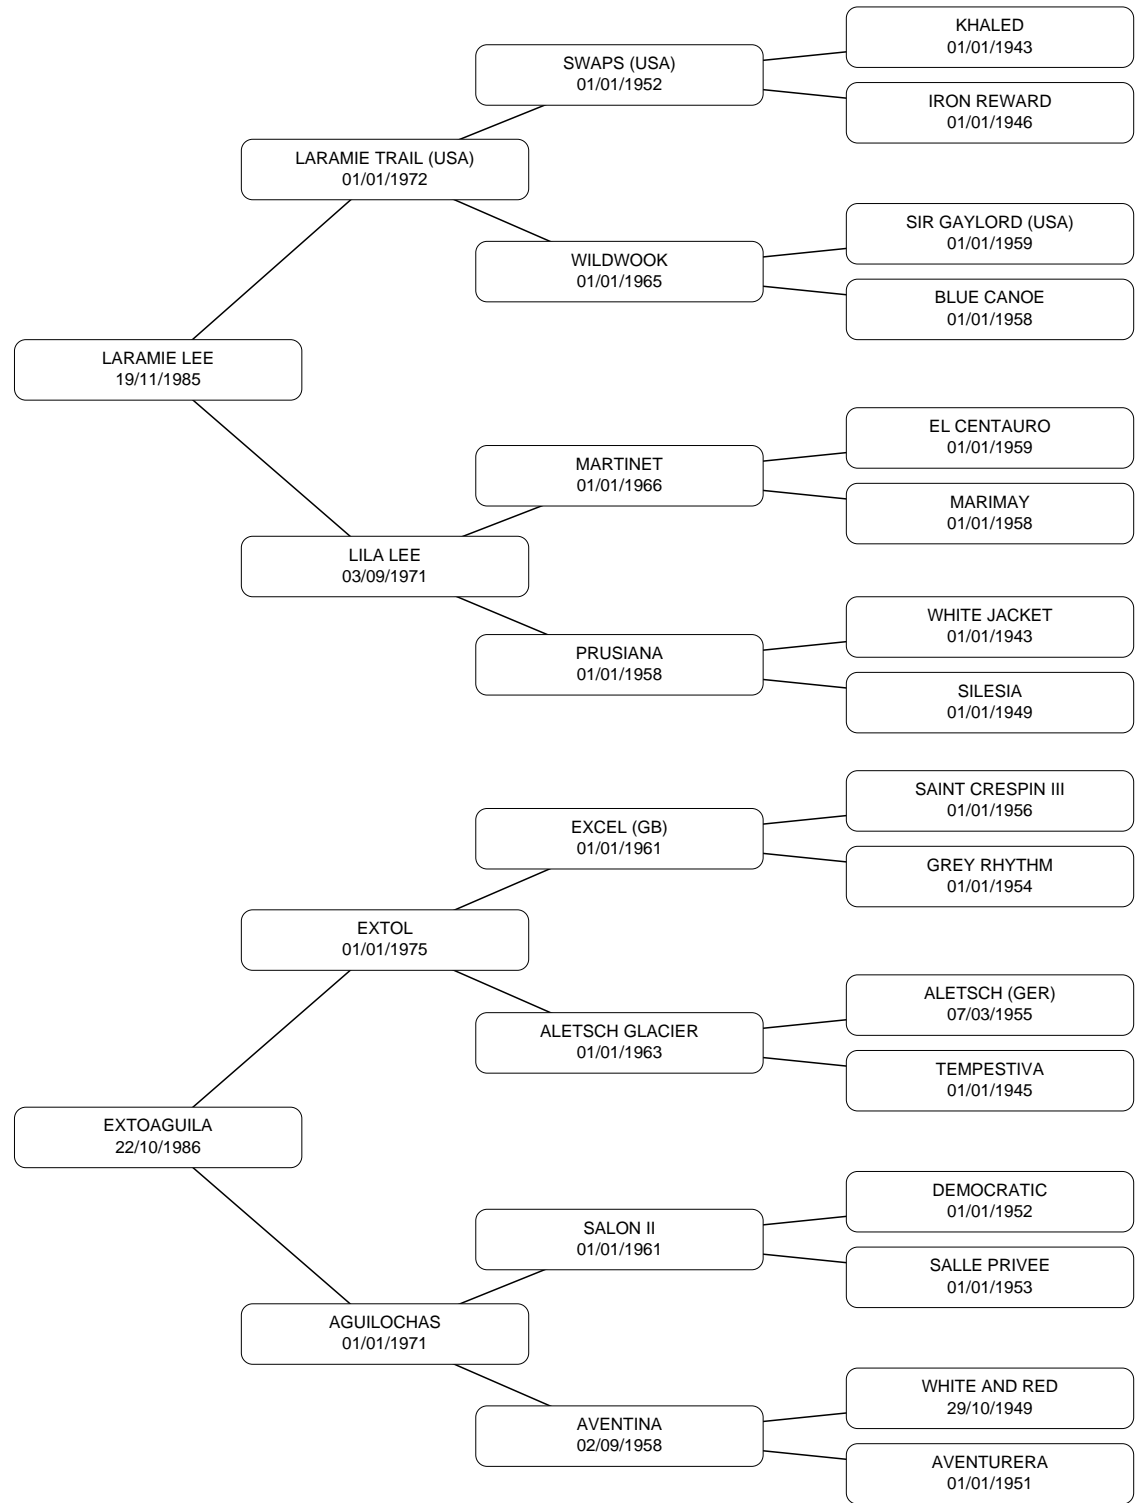 KHALED
01/01/1943
SWAPS (USA)
01/01/1952
IRON REWARD
01/01/1946
LARAMIE TRAIL (USA)
01/01/1972
SIR GAYLORD (USA)
01/01/1959
WILDWOOK
01/01/1965
BLUE CANOE
01/01/1958
LARAMIE LEE
19/11/1985
EL CENTAURO
01/01/1959
MARTINET
01/01/1966
MARIMAY
01/01/1958
LILA LEE
03/09/1971
WHITE JACKET
01/01/1943
PRUSIANA
01/01/1958
SILESIA
01/01/1949
SAINT CRESPIN III
01/01/1956
EXCEL (GB)
01/01/1961
GREY RHYTHM
01/01/1954
EXTOL
01/01/1975
ALETSCH (GER)
07/03/1955
ALETSCH GLACIER
01/01/1963
TEMPESTIVA
01/01/1945
EXTOAGUILA
22/10/1986
DEMOCRATIC
01/01/1952
SALON II
01/01/1961
SALLE PRIVEE
01/01/1953
AGUILOCHAS
01/01/1971
WHITE AND RED
29/10/1949
AVENTINA
02/09/1958
AVENTURERA
01/01/1951